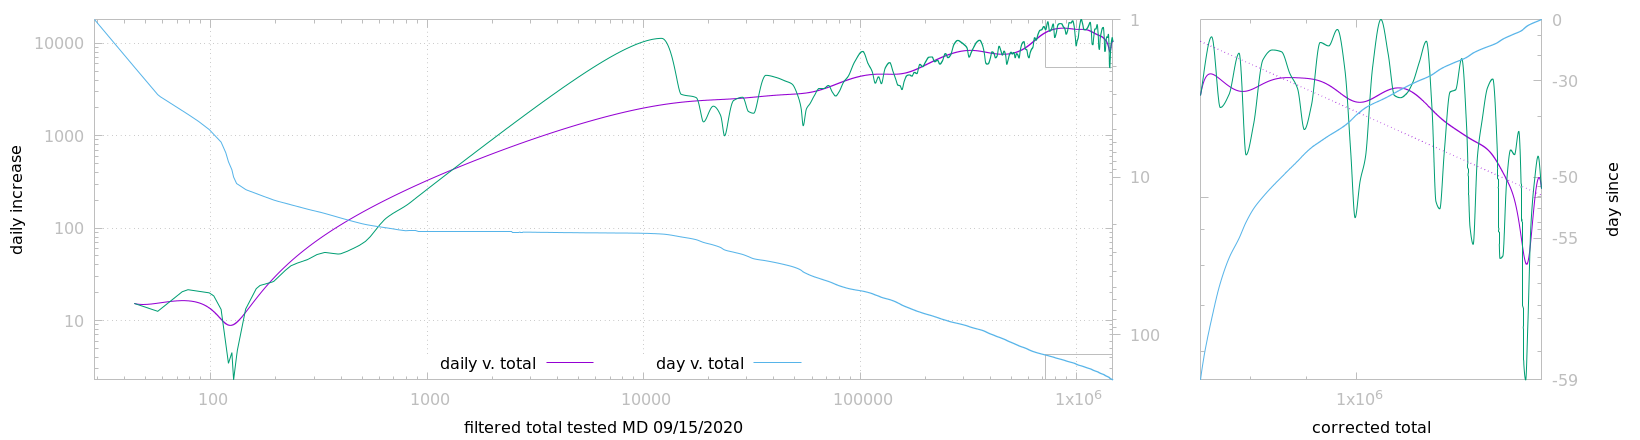 daily increase
10000
1000
100
10
100
1000
10000
100000
1x10^6
1
10
100
daily v. total
day v. total
filtered total tested MD 09/15/2020
0
-30
-50
-55
-59
day since
1x10^6
corrected total